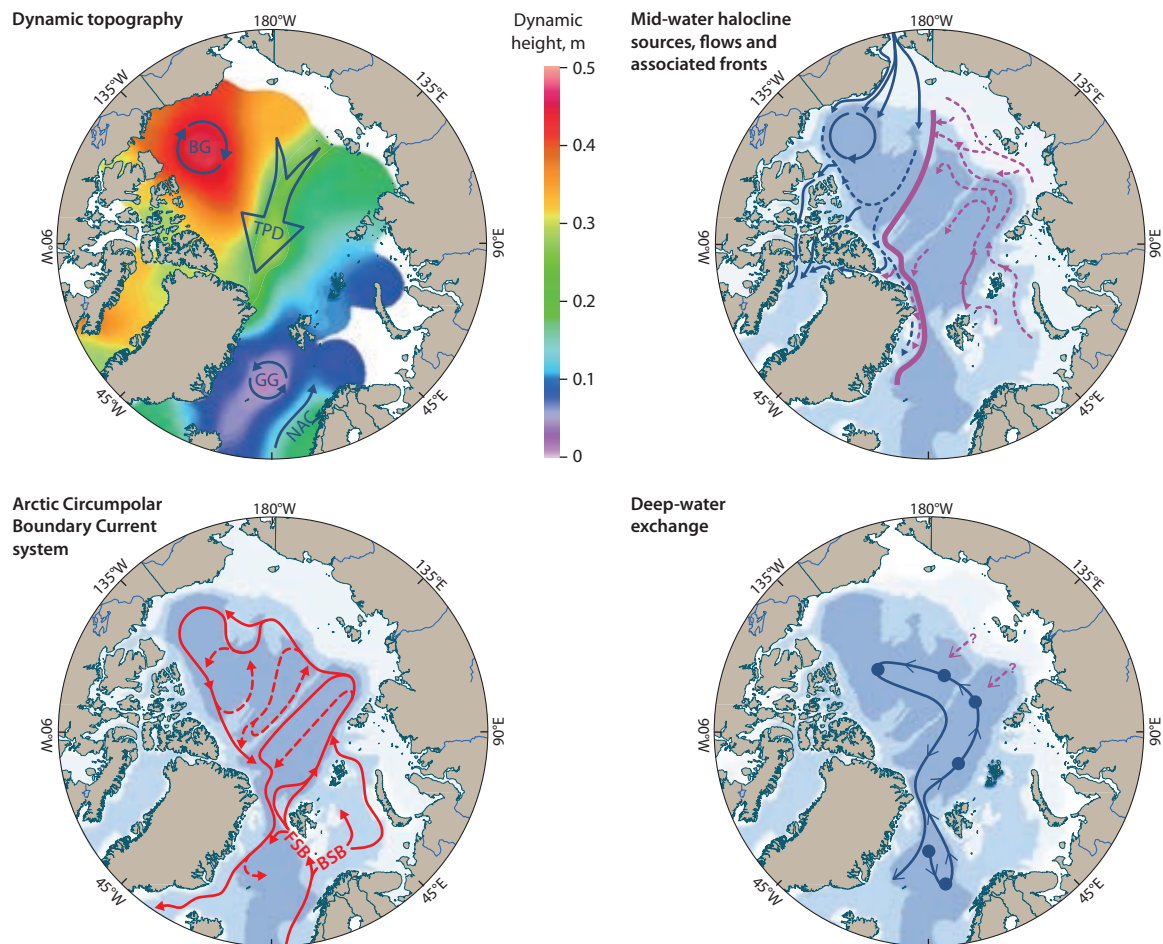 Dynamic topography
180°W
135°W
135°E
90°W
90°E
45°W
45°E
BG
TPD
GG
NAC
Dynamic
height, m
0.5
0.4
0.3
0.2
0.1
0
Mid-water halocline
sources, flows and
associated fronts
180°W
135°W
135°E
90°W
90°E
45°W
45°E
Arctic Circumpolar
Boundary Current
system
180°W
135°W
135°E
90°W
90°E
45°W
45°E
FSB
BSB
Deep-water
exchange
180°W
135°W
135°E
90°W
90°E
45°W
45°E
?
?